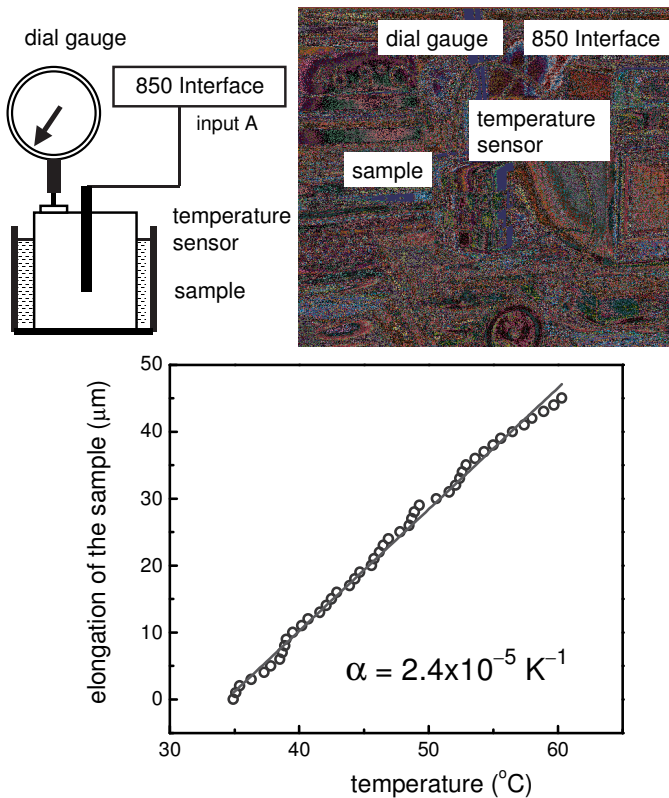 dial gauge
850 Interface
input A
temperature
sensor
sample
dial gauge
850 Interface
temperature
sensor
sample
50
40
30
20
10
0
elongation of the sample (μm)
α = 2.4x10⁻⁵ K⁻¹
30
40
50
60
temperature (°C)